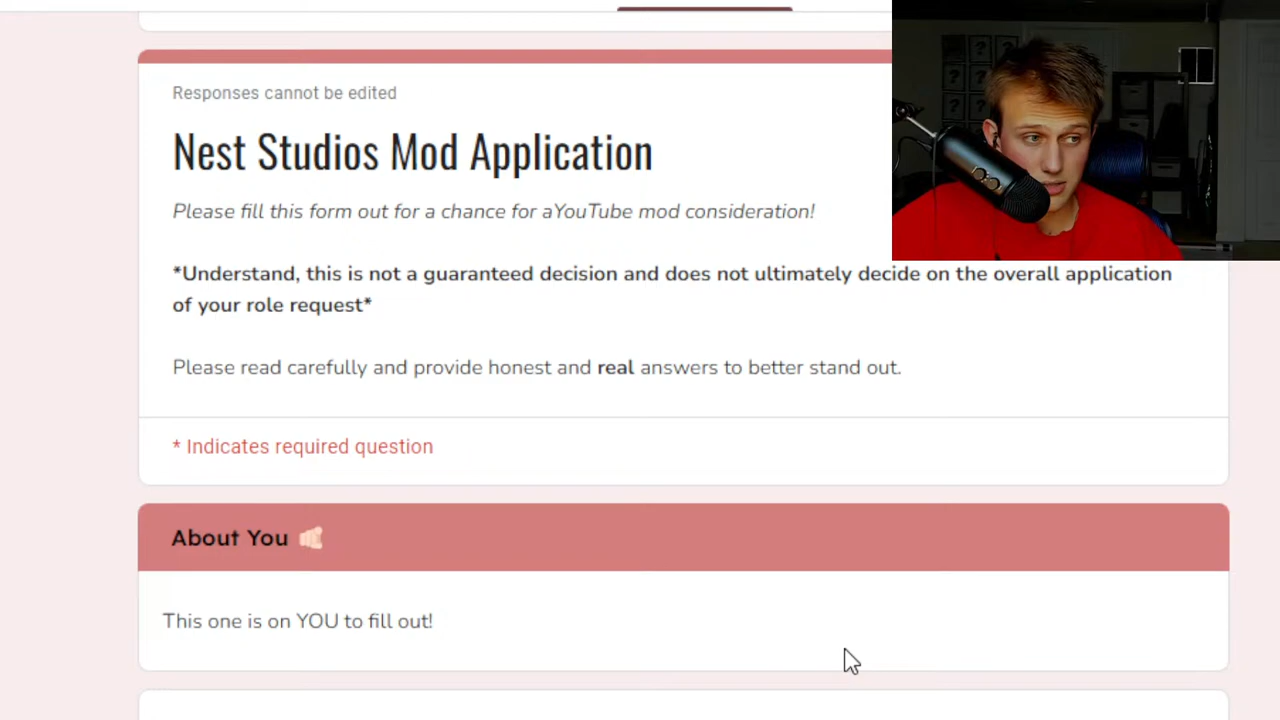 Responses cannot be edited
Nest Studios Mod Application
Please fill this form out for a chance for aYouTube mod consideration!
*Understand, this is not a guaranteed decision and does not ultimately decide on the overall application
of your role request*
Please read carefully and provide honest and real answers to better stand out.
* Indicates required question
About You
This one is on YOU to fill out!